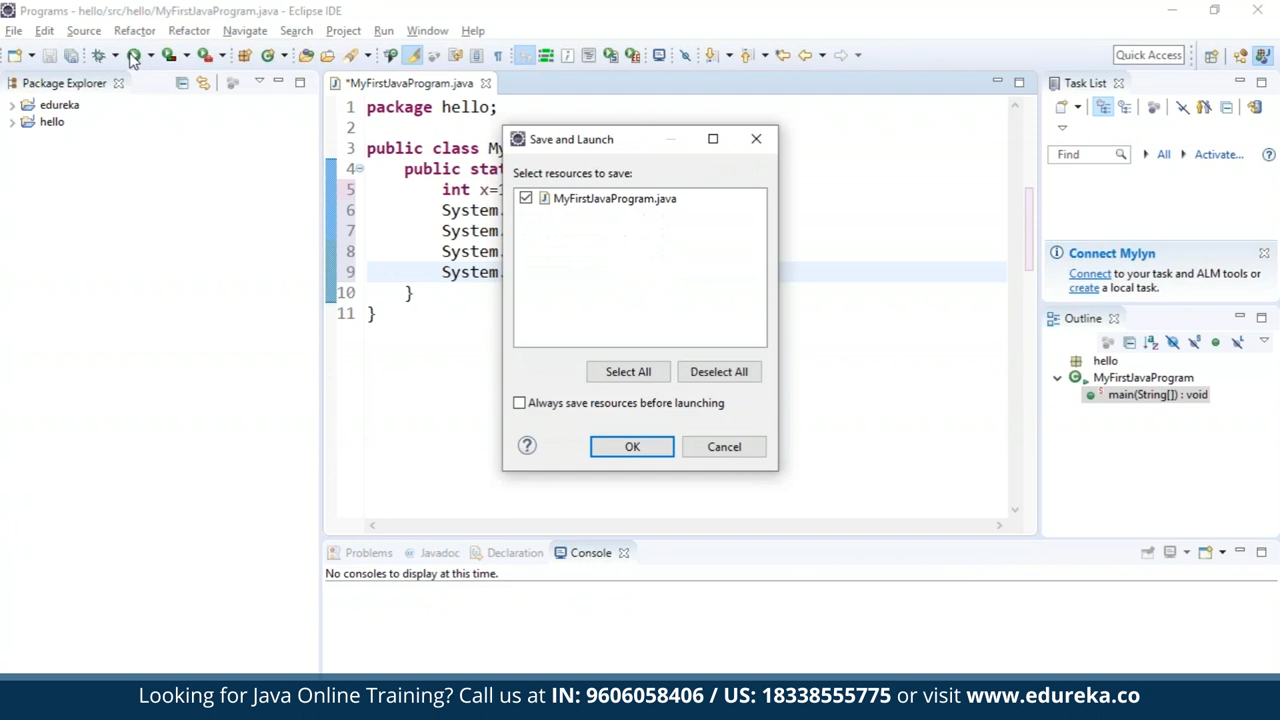 Programs - hello/src/hello/MyFirstJavaProgram.java - Eclipse IDE
File Edit Source Refactor Refactor Navigate Search Project Run Window Help
Quick Access
Package Explorer
edureka
hello
*MyFirstJavaProgram.java
1 package hello;
2
3 public class My
4 public stat
5 int x=1
6 System.
7 System.
8 System.
9 System.
10 }
11 }
Save and Launch
Select resources to save:
MyFirstJavaProgram.java
Select All Deselect All
Always save resources before launching
OK Cancel
Task List
Find All Activate...
Connect Mylyn
Connect to your task and ALM tools or
create a local task.
Outline
hello
MyFirstJavaProgram
main(String[]) : void
Problems Javadoc Declaration Console
No consoles to display at this time.
Looking for Java Online Training? Call us at IN: 9606058406 / US: 18338555775 or visit www.edureka.co